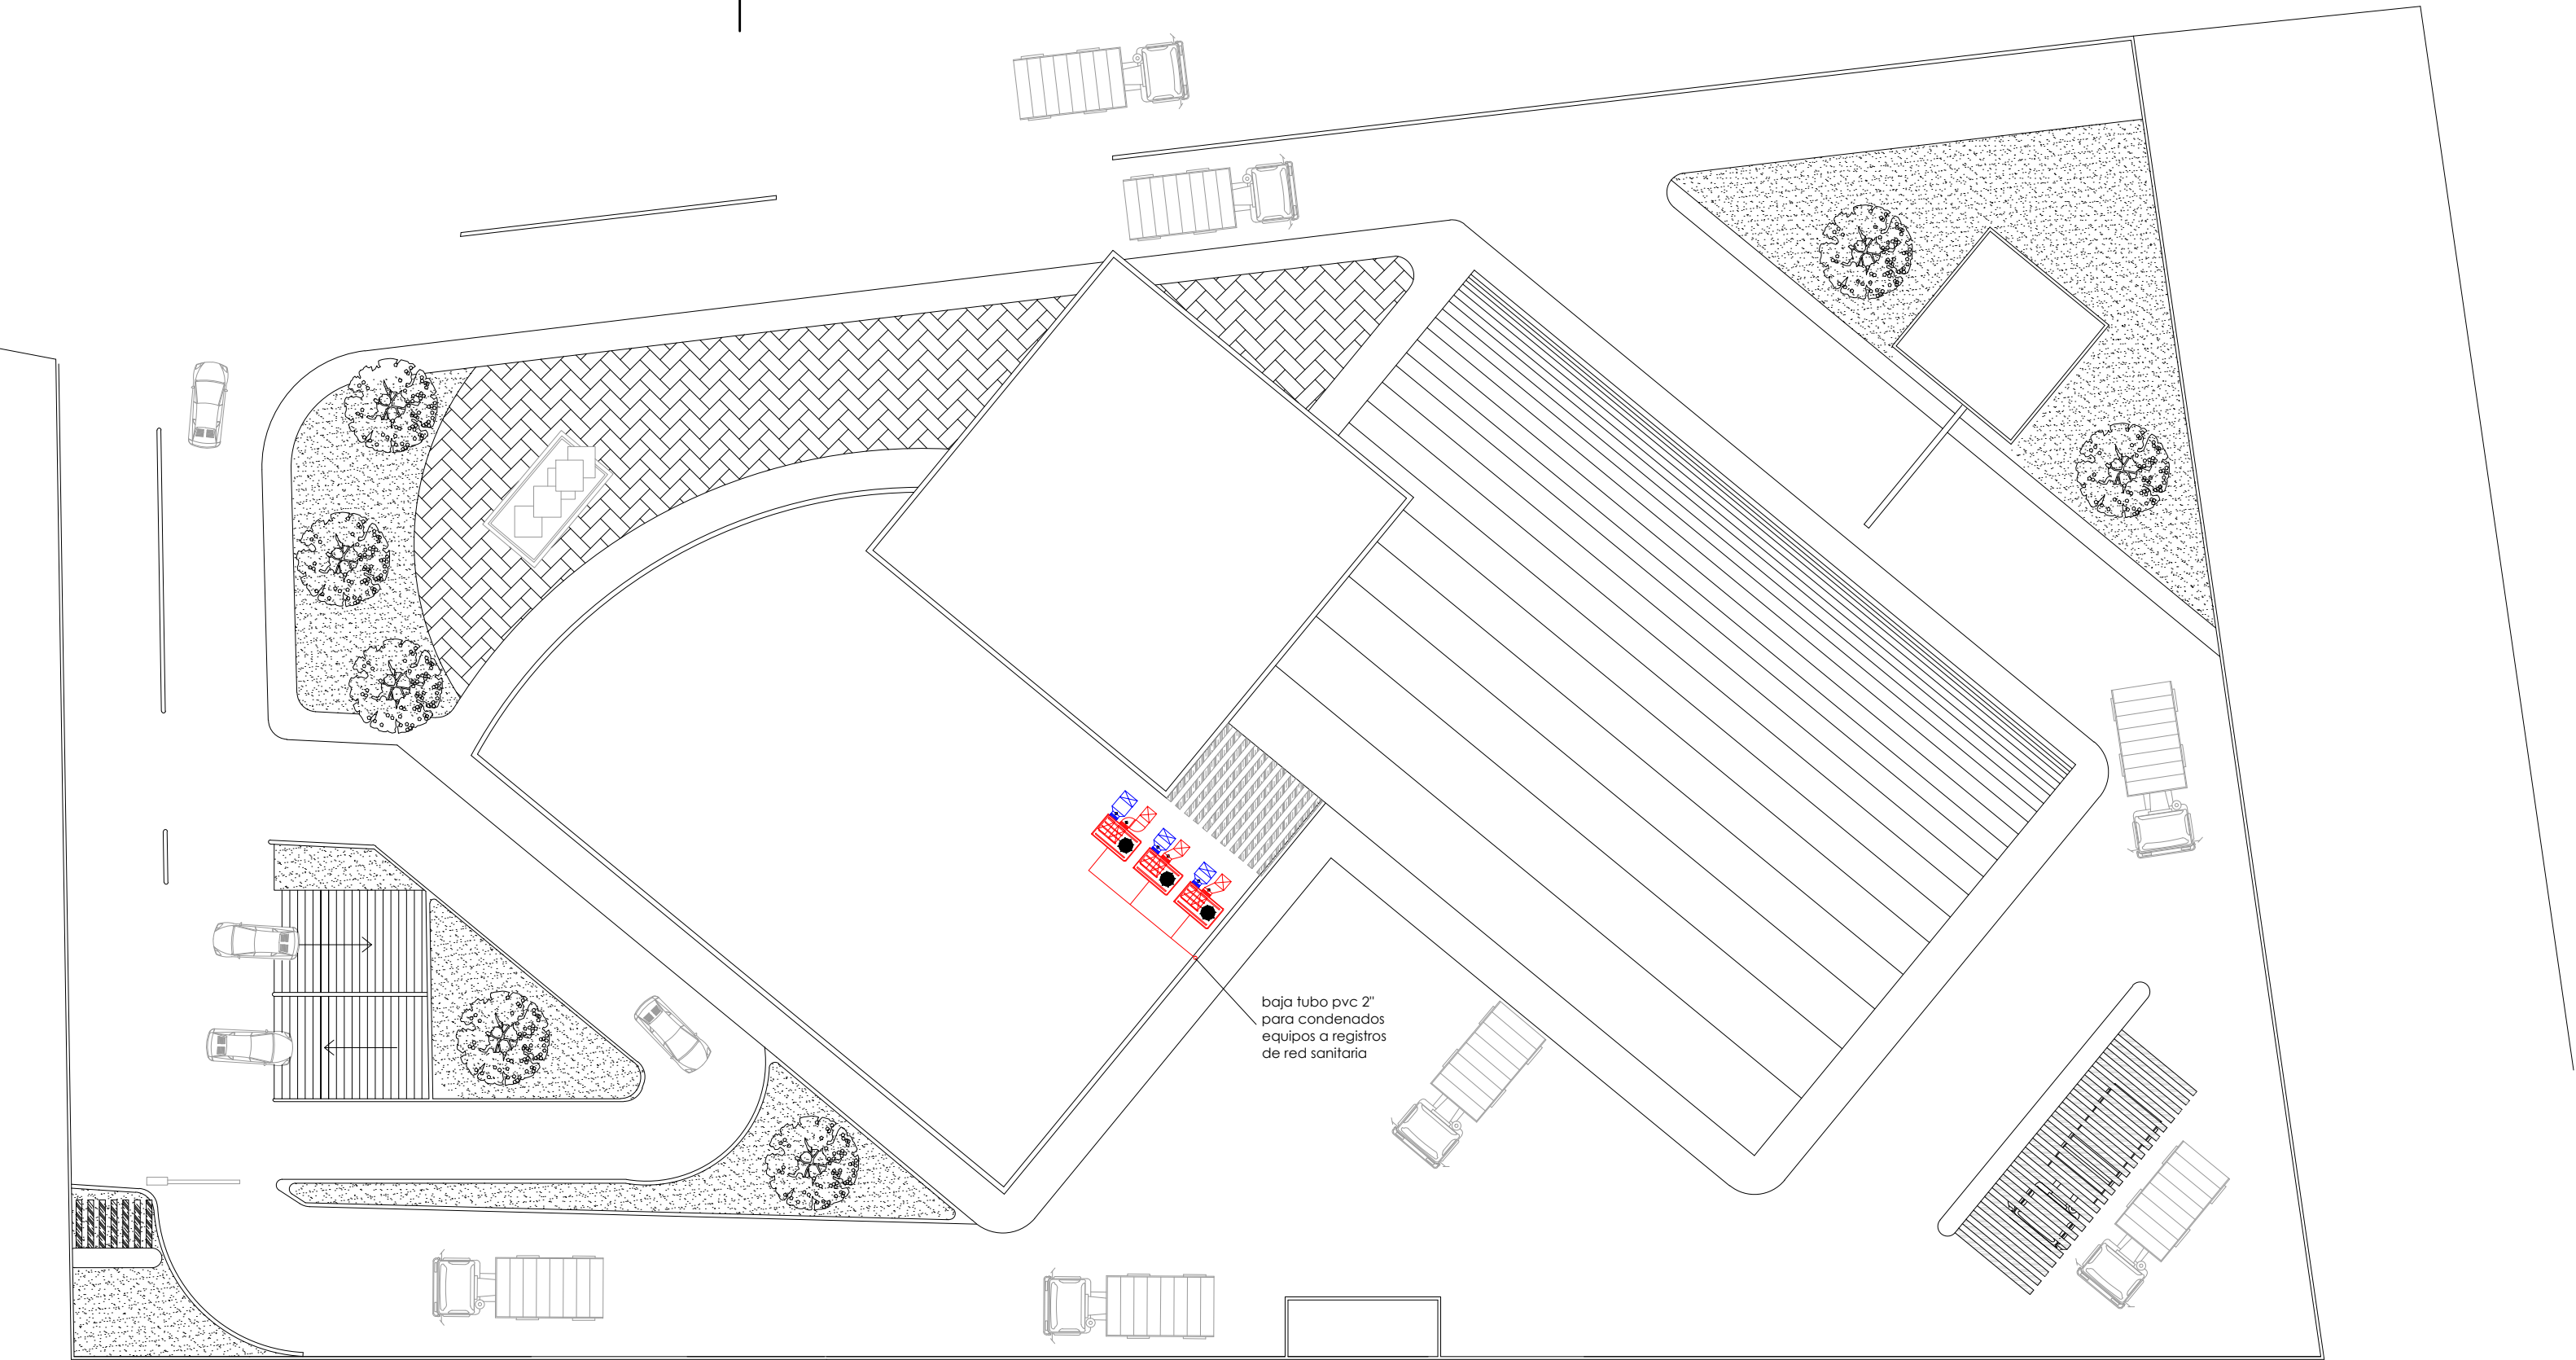 baja tubo pvc 2"
para condenados
equipos a registros
de red sanitaria